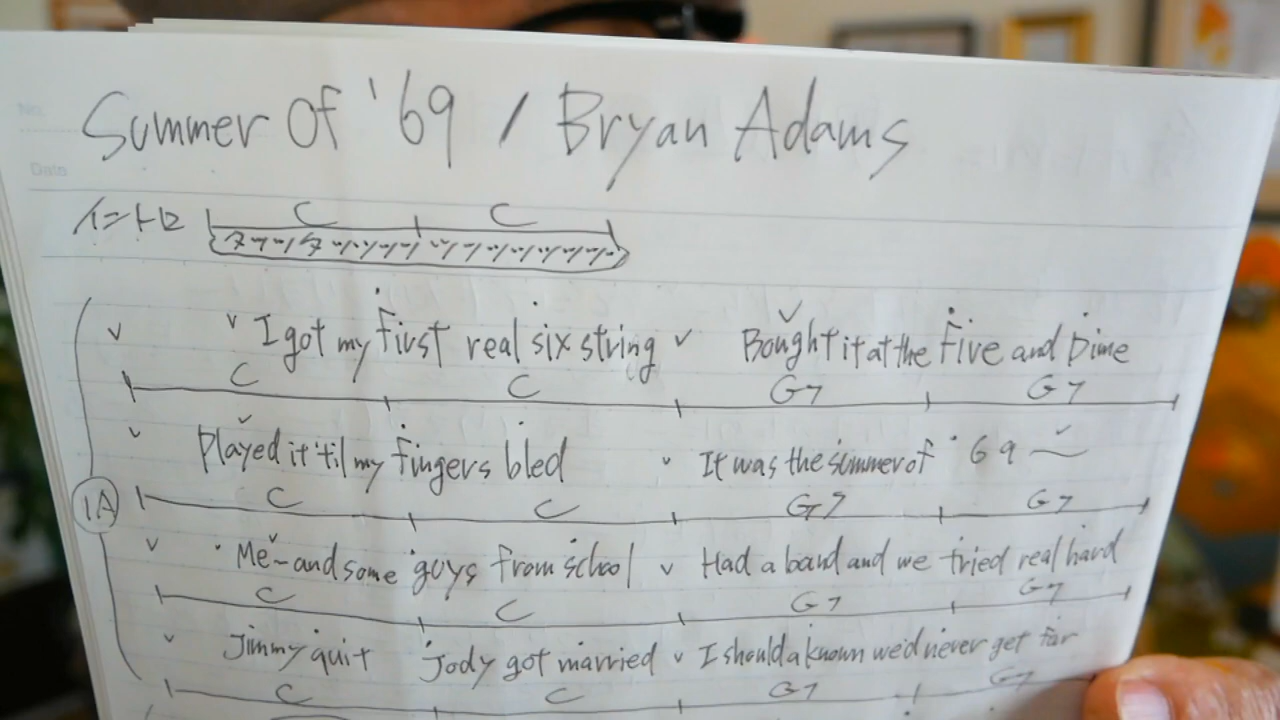 No.
Summer Of '69 / Bryan Adams
Date
イントロ C C
I got my first real six string Bought it at the five and Dime
C C G7 G7
Played it 'til my fingers bled It was the summer of '69
1A C C G7 G7
Me~and some guys from school Had a band and we tried real hard
C C G7 G7
Jimmy quit Jody got married I shoulda known we'd never get far
C C G7 G7